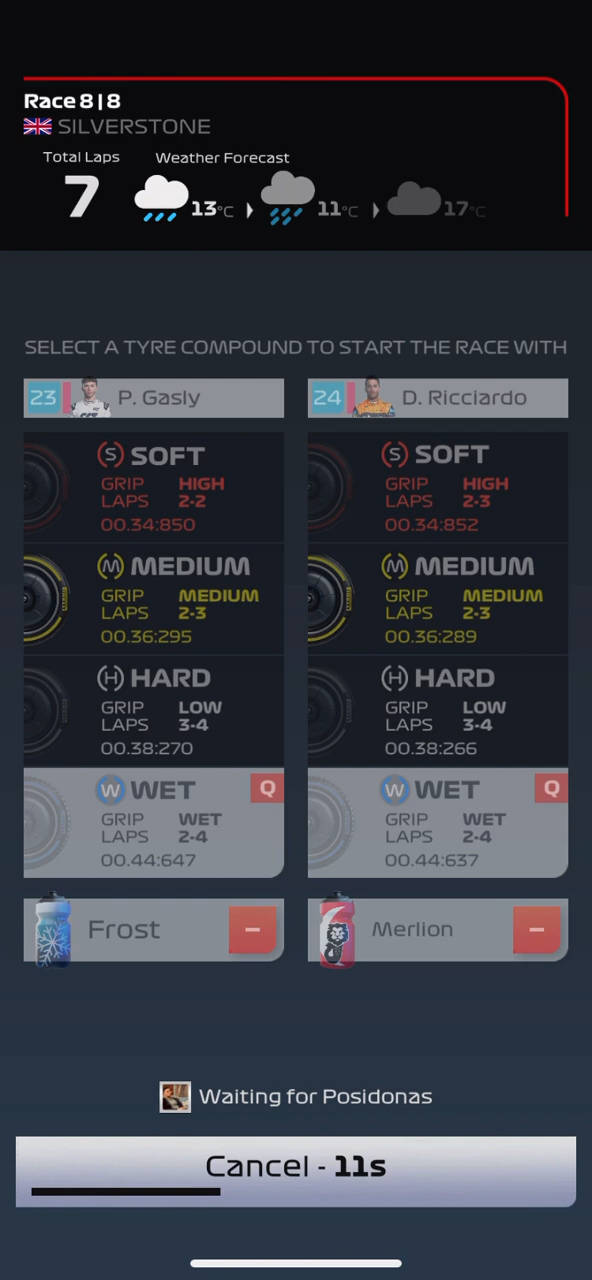 Race 8|8
SILVERSTONE
Total Laps Weather Forecast
7 13°C 11°C 17°C
SELECT A TYRE COMPOUND TO START THE RACE WITH
23 P. Gasly
S SOFT
GRIP HIGH
LAPS 2-2
00.34:850
M MEDIUM
GRIP MEDIUM
LAPS 2-3
00.36:295
H HARD
GRIP LOW
LAPS 3-4
00.38:270
W WET Q
GRIP WET
LAPS 2-4
00.44:647
Frost −
24 D. Ricciardo
S SOFT
GRIP HIGH
LAPS 2-3
00.34:852
M MEDIUM
GRIP MEDIUM
LAPS 2-3
00.36:289
H HARD
GRIP LOW
LAPS 3-4
00.38:266
W WET Q
GRIP WET
LAPS 2-4
00.44:637
Merlion −
Waiting for Posidonas
Cancel - 11s